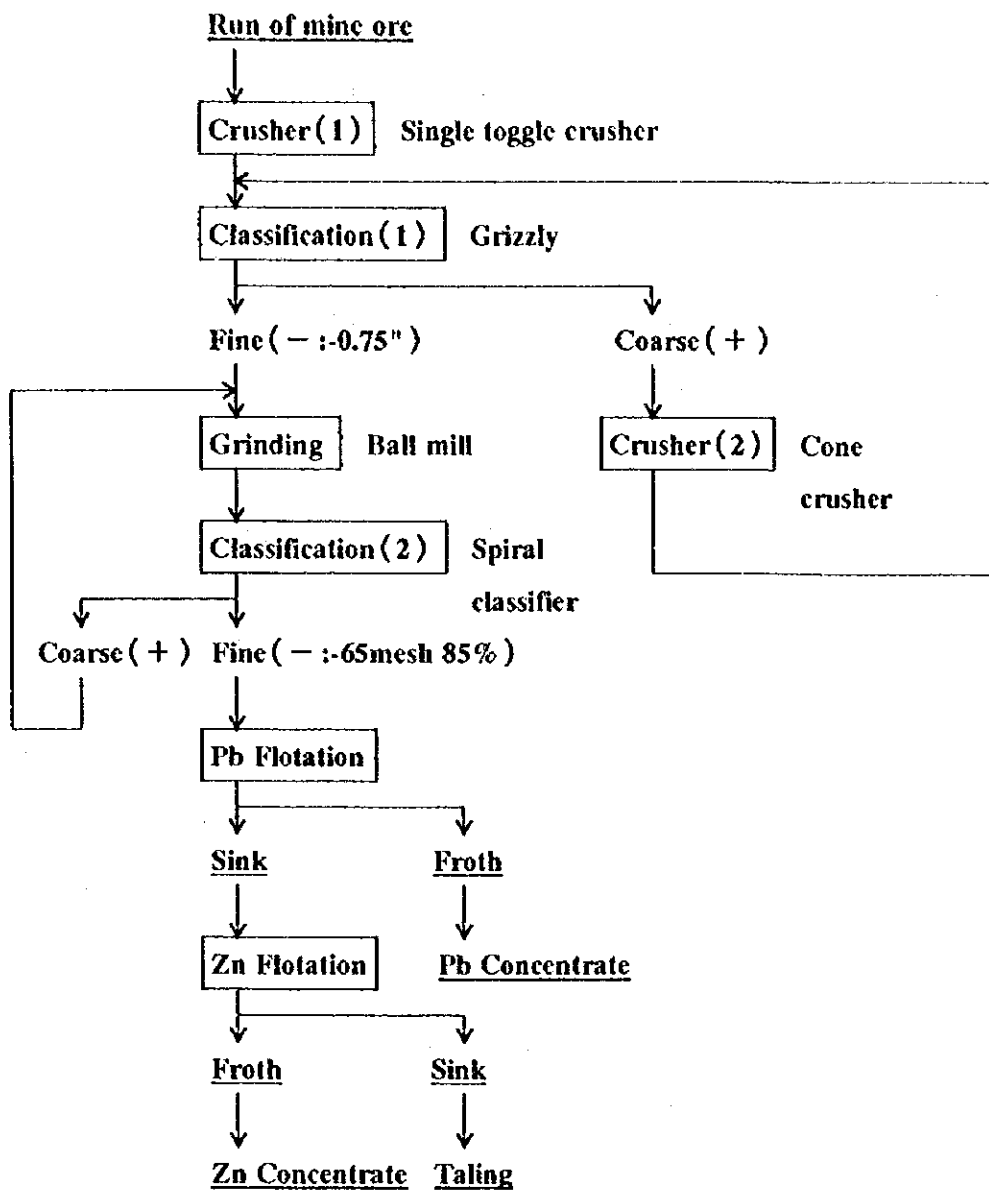 Run of mine ore
Crusher(1) Single toggle crusher
Classification(1) Grizzly
Fine(－:-0.75") Coarse(＋)
Grinding Ball mill Crusher(2) Cone
crusher
Classification(2) Spiral
classifier
Coarse(＋) Fine(－:-65mesh 85%)
Pb Flotation
Sink Froth
Zn Flotation Pb Concentrate
Froth Sink
Zn Concentrate Taling